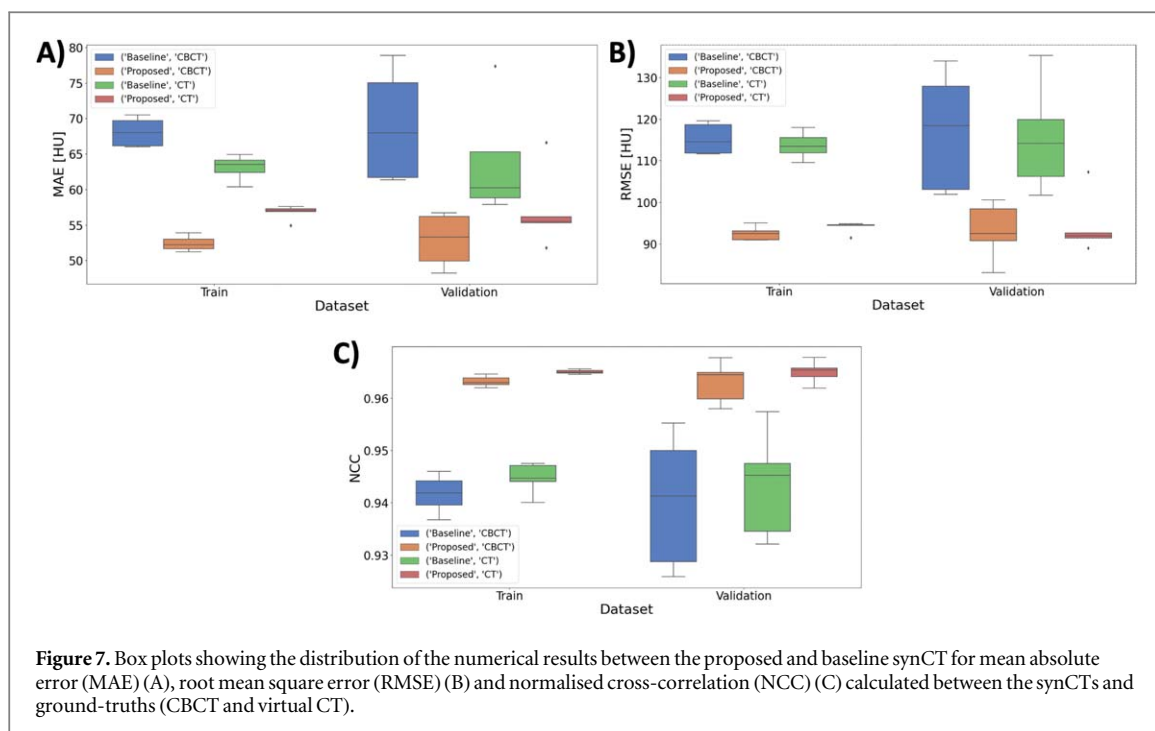 A)
('Baseline', 'CBCT')
('Proposed', 'CBCT')
('Baseline', 'CT')
('Proposed', 'CT')
80
75
70
65
60
55
50
MAE [HU]
Train
Validation
Dataset
B)
('Baseline', 'CBCT')
('Proposed', 'CBCT')
('Baseline', 'CT')
('Proposed', 'CT')
130
120
110
100
90
RMSE [HU]
Train
Validation
Dataset
C)
0.96
0.95
0.94
0.93
NCC
('Baseline', 'CBCT')
('Proposed', 'CBCT')
('Baseline', 'CT')
('Proposed', 'CT')
Train
Validation
Dataset
Figure 7. Box plots showing the distribution of the numerical results between the proposed and baseline synCT for mean absolute
error (MAE) (A), root mean square error (RMSE) (B) and normalised cross-correlation (NCC) (C) calculated between the synCTs and
ground-truths (CBCT and virtual CT).